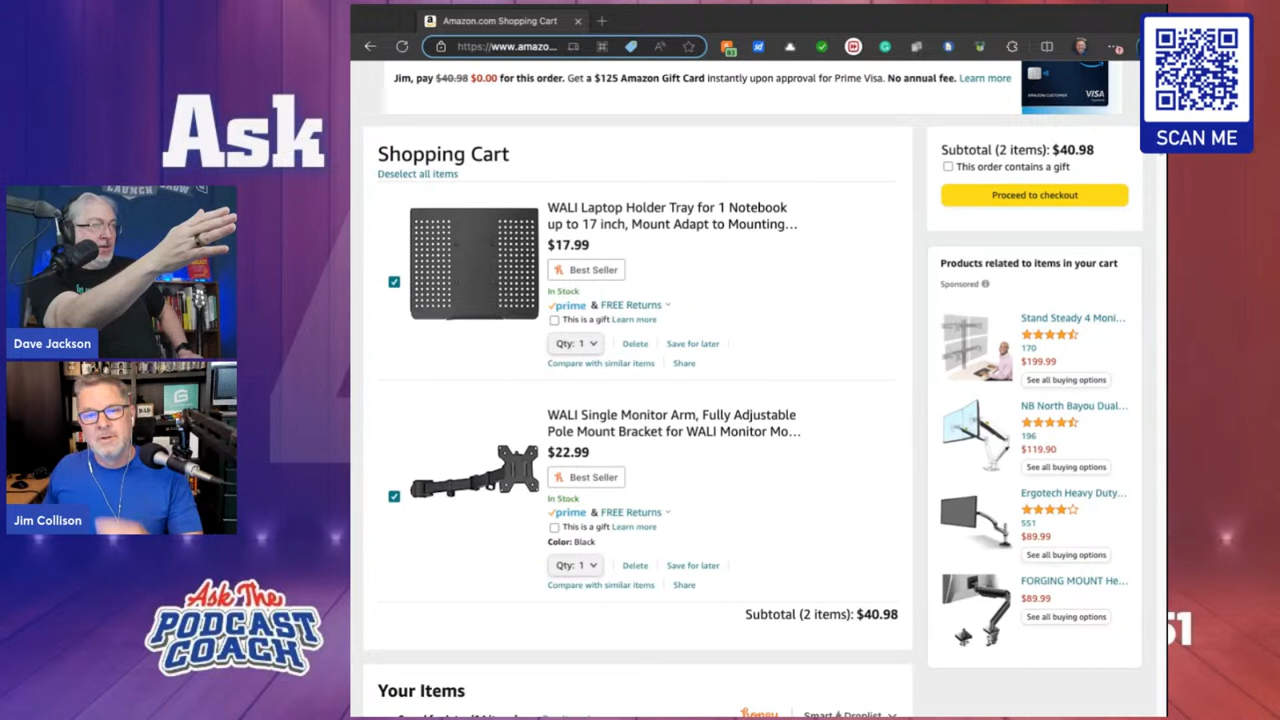 Amazon.com Shopping Cart
https://www.amazo...
Jim, pay $40.98 $0.00 for this order. Get a $125 Amazon Gift Card instantly upon approval for Prime Visa. No annual fee. Learn more
VISA
SCAN ME
Ask
Shopping Cart
Deselect all items
WALI Laptop Holder Tray for 1 Notebook
up to 17 inch, Mount Adapt to Mounting...
$17.99
Best Seller
In Stock
prime & FREE Returns
This is a gift Learn more
Qty: 1
Delete
Save for later
Compare with similar items
Share
WALI Single Monitor Arm, Fully Adjustable
Pole Mount Bracket for WALI Monitor Mo...
$22.99
Best Seller
In Stock
prime & FREE Returns
This is a gift Learn more
Color: Black
Qty: 1
Delete
Save for later
Compare with similar items
Share
Subtotal (2 items): $40.98
Your Items
honey
Smart Droplist
Subtotal (2 items): $40.98
This order contains a gift
Proceed to checkout
Products related to items in your cart
Sponsored
Stand Steady 4 Moni...
170
$199.99
See all buying options
NB North Bayou Dual...
196
$119.90
See all buying options
Ergotech Heavy Duty...
551
$89.99
See all buying options
FORGING MOUNT He...
$89.99
See all buying options
Dave Jackson
Jim Collison
Ask The
PODCAST
COACH
51